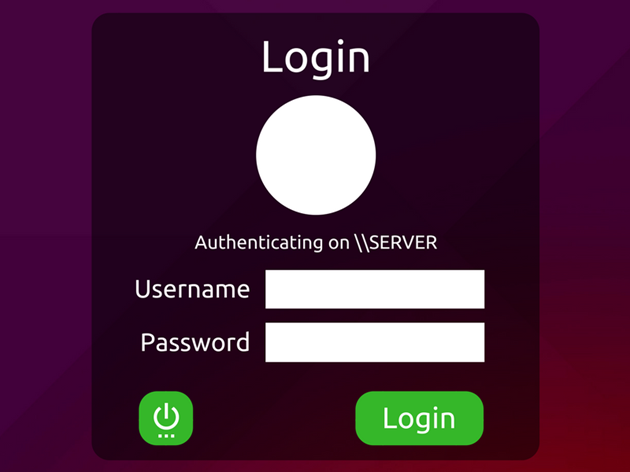 Login
Authenticating on \\SERVER
Username
Password
Login